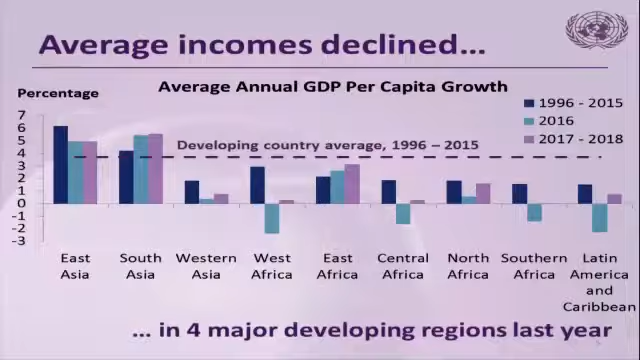 Average incomes declined...
Average Annual GDP Per Capita Growth
Percentage
1996 - 2015
2016
2017 - 2018
Developing country average, 1996 – 2015
7
6
5
4
3
2
1
0
-1
-2
-3
East Asia
South Asia
Western Asia
West Africa
East Africa
Central Africa
North Africa
Southern Africa
Latin America and Caribbean
... in 4 major developing regions last year